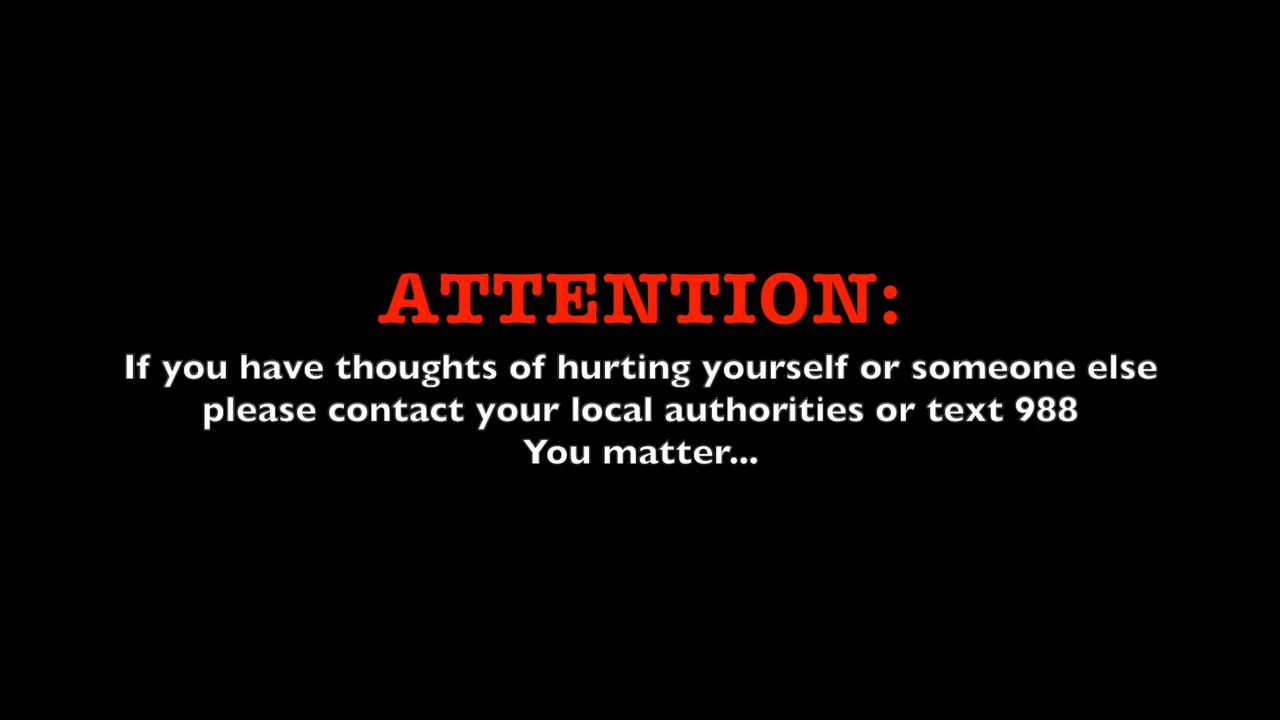 ATTENTION:
If you have thoughts of hurting yourself or someone else
please contact your local authorities or text 988
You matter...